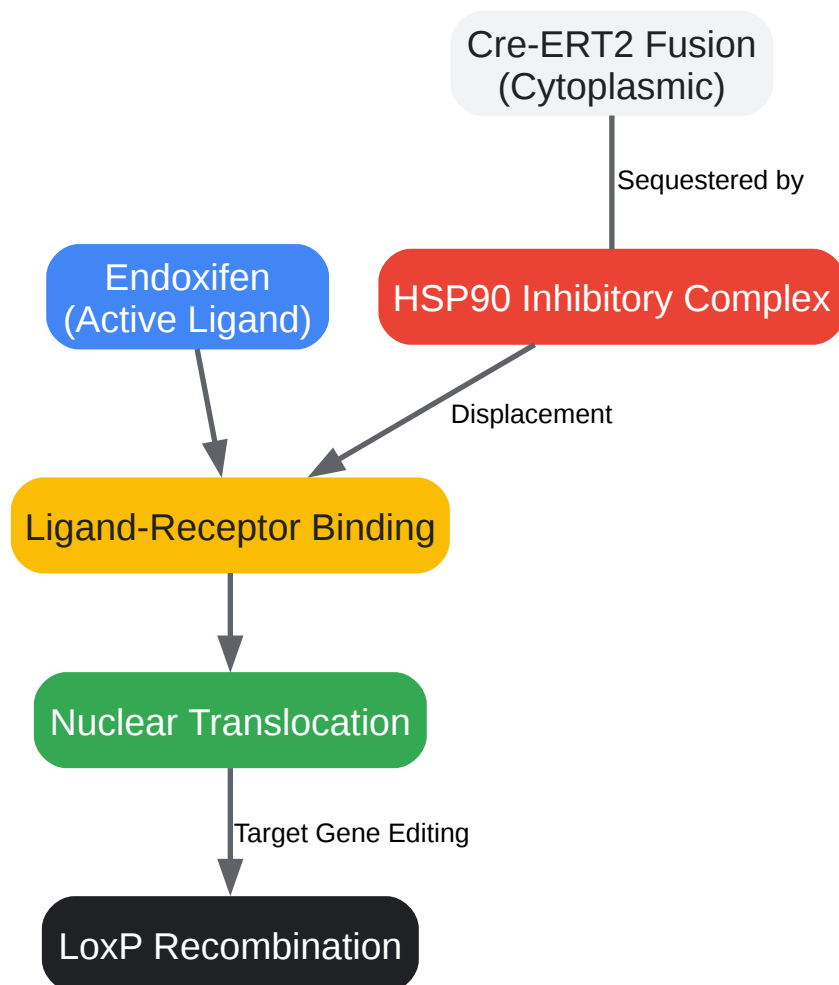 Cre-ERT2 Fusion
(Cytoplasmic)
Sequestered by
Endoxifen
(Active Ligand)
HSP90 Inhibitory Complex
Displacement
Ligand-Receptor Binding
Nuclear Translocation
Target Gene Editing
LoxP Recombination